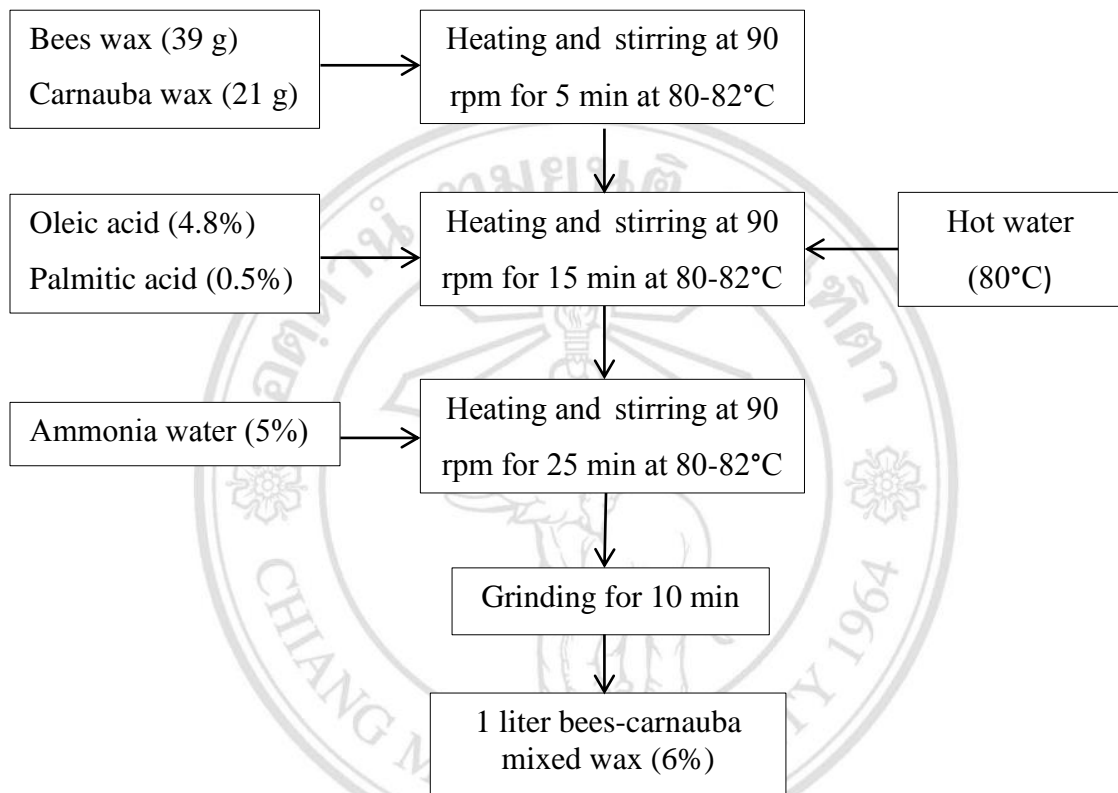 Bees wax (39 g)
Carnauba wax (21 g)
Heating and stirring at 90
rpm for 5 min at 80-82°C
Oleic acid (4.8%)
Palmitic acid (0.5%)
Heating and stirring at 90
rpm for 15 min at 80-82°C
Hot water
(80°C)
Ammonia water (5%)
Heating and stirring at 90
rpm for 25 min at 80-82°C
Grinding for 10 min
1 liter bees-carnauba
mixed wax (6%)
CHIANG M
TY 1964